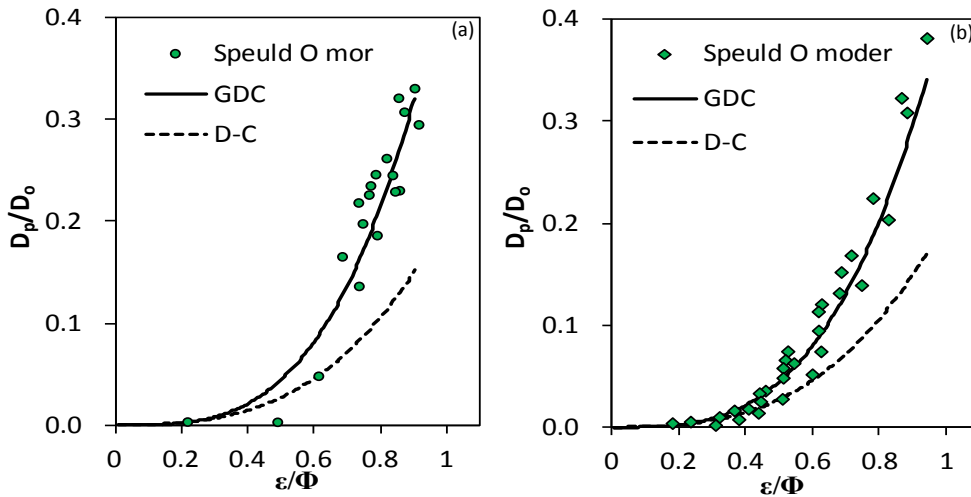 (a)
Speuld O mor
GDC
D-C
0.4
0.3
0.2
0.1
0.0
Dp/Do
0 0.2 0.4 0.6 0.8 1
ε/Φ
(b)
Speuld O moder
GDC
D-C
0.4
0.3
0.2
0.1
0.0
Dp/Do
0 0.2 0.4 0.6 0.8 1
ε/Φ